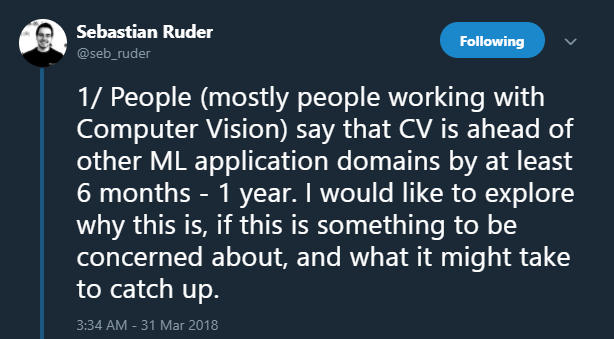 Sebastian Ruder
@seb_ruder
Following
1/ People (mostly people working with
Computer Vision) say that CV is ahead of
other ML application domains by at least
6 months - 1 year. I would like to explore
why this is, if this is something to be
concerned about, and what it might take
to catch up.
3:34 AM - 31 Mar 2018